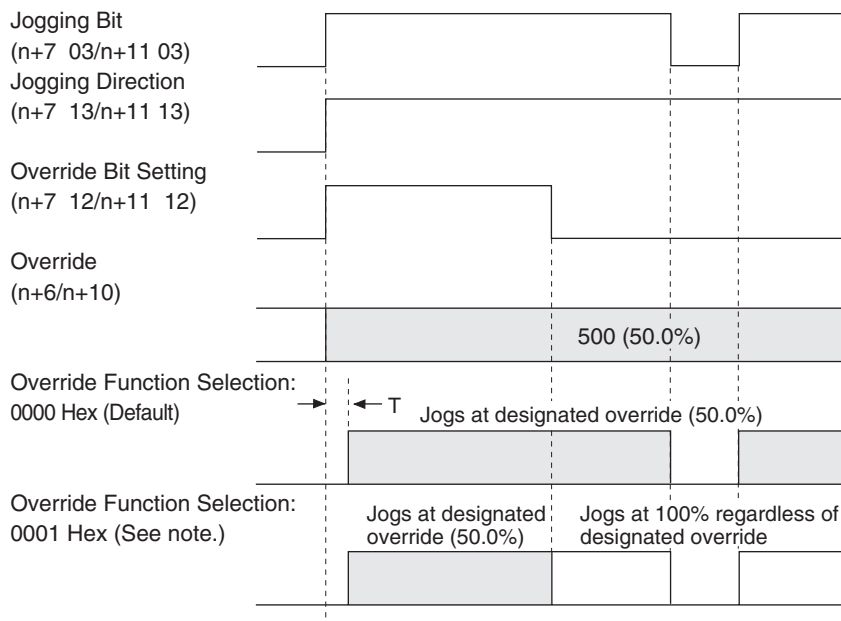 Jogging Bit
(n+7 03/n+11 03)
Jogging Direction
(n+7 13/n+11 13)
Override Bit Setting
(n+7 12/n+11 12)
Override
(n+6/n+10)
500 (50.0%)
Override Function Selection:
0000 Hex (Default)
T
Jogs at designated override (50.0%)
Override Function Selection:
0001 Hex (See note.)
Jogs at designated
override (50.0%)
Jogs at 100% regardless of
designated override